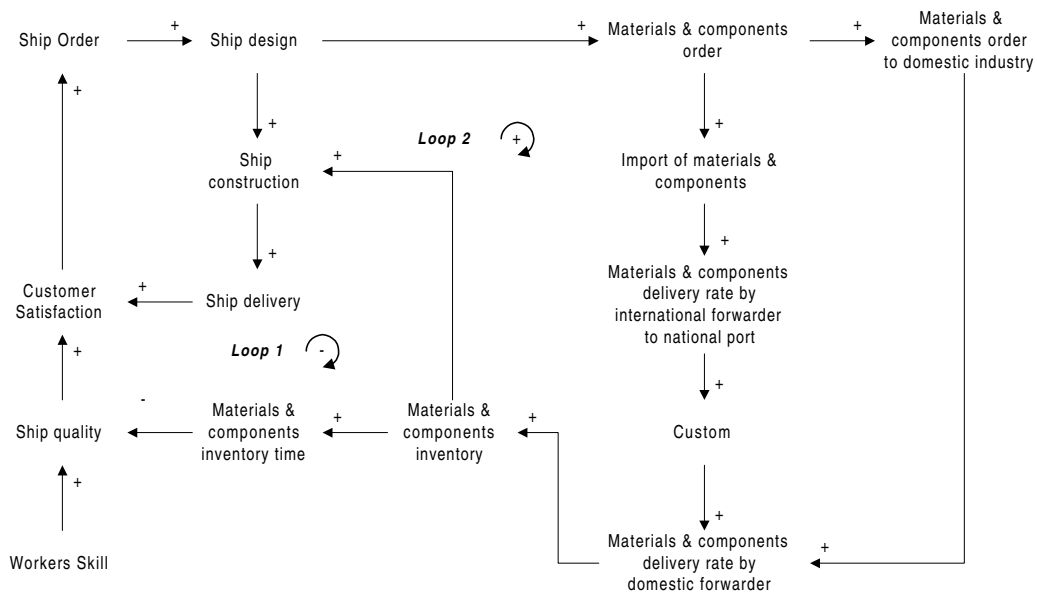 Ship Order
+
Ship design
+
Materials & components
order
+
Materials &
components order
to domestic industry
+
+
Loop 2
+
+
Ship
construction
+
Import of materials &
components
+
+
Materials & components
delivery rate by
international forwarder
to national port
Customer
Satisfaction
+
Ship delivery
+
Loop 1
-
+
-
Ship quality
Materials &
components
inventory time
+
Materials &
components
inventory
+
Custom
+
+
Workers Skill
Materials & components
delivery rate by
domestic forwarder
+